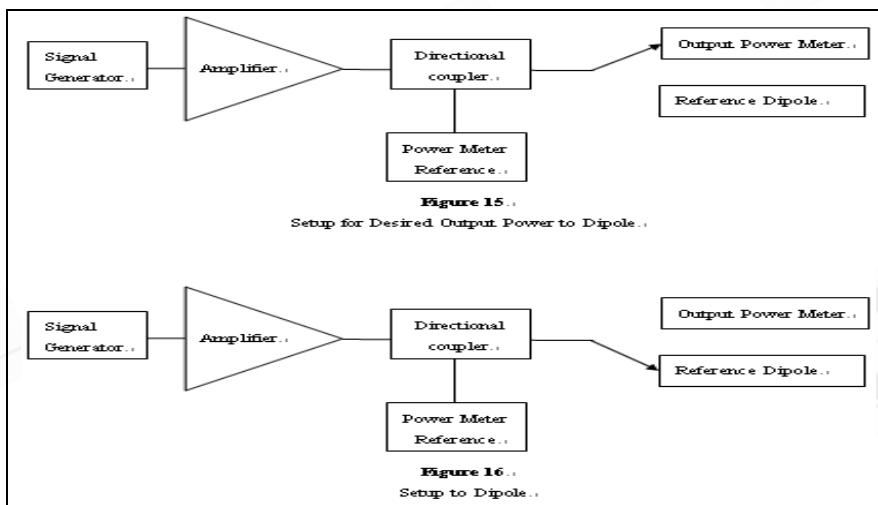 Signal
Generator.
Amplifier.
Directional
coupler.
Output Power Meter.
Reference Dipole.
Power Meter
Reference.
Figure 15.
Setup for Desired Output Power to Dipole.
Signal
Generator.
Amplifier.
Directional
coupler.
Output Power Meter.
Reference Dipole.
Power Meter
Reference.
Figure 16.
Setup to Dipole.